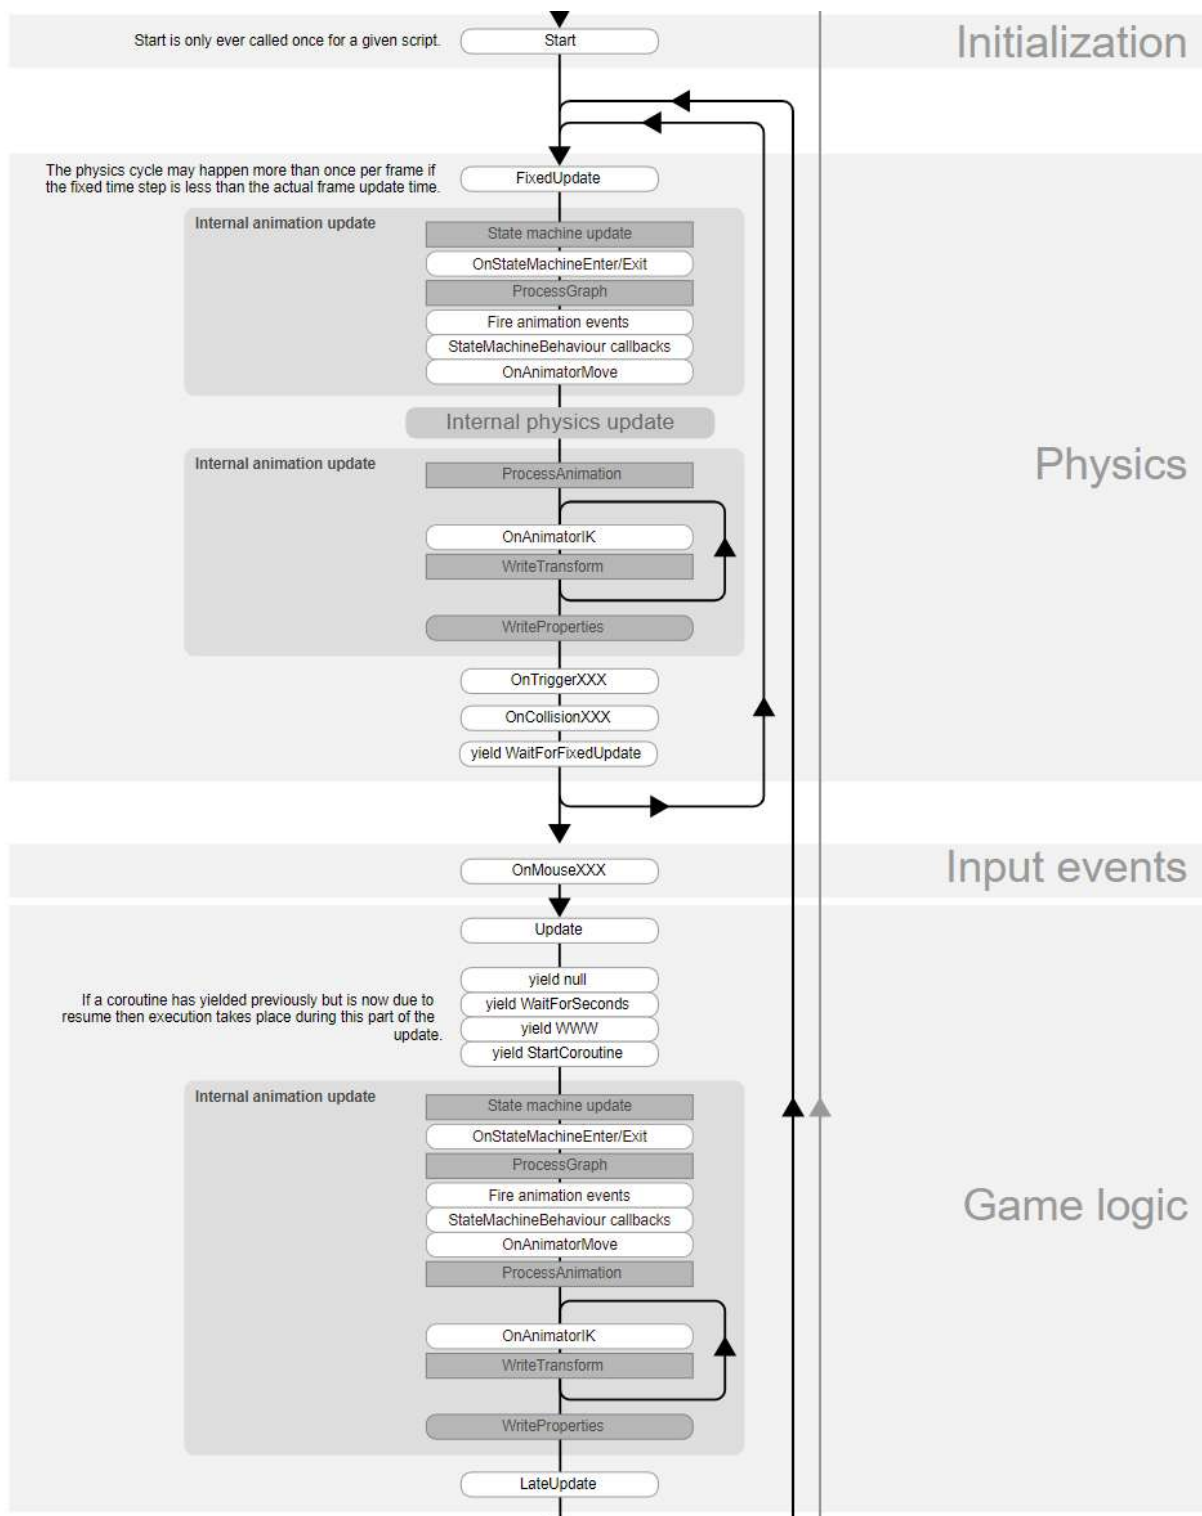 Start is only ever called once for a given script.
Start
Initialization
The physics cycle may happen more than once per frame if
the fixed time step is less than the actual frame update time.
FixedUpdate
Internal animation update
State machine update
OnStateMachineEnter/Exit
ProcessGraph
Fire animation events
StateMachineBehaviour callbacks
OnAnimatorMove
Internal physics update
Physics
Internal animation update
ProcessAnimation
OnAnimatorIK
WriteTransform
WriteProperties
OnTriggerXXX
OnCollisionXXX
yield WaitForFixedUpdate
OnMouseXXX
Input events
Update
yield null
If a coroutine has yielded previously but is now due to
resume then execution takes place during this part of the
update.
yield WaitForSeconds
yield WWW
yield StartCoroutine
Internal animation update
State machine update
OnStateMachineEnter/Exit
ProcessGraph
Fire animation events
StateMachineBehaviour callbacks
OnAnimatorMove
ProcessAnimation
Game logic
OnAnimatorIK
WriteTransform
WriteProperties
LateUpdate